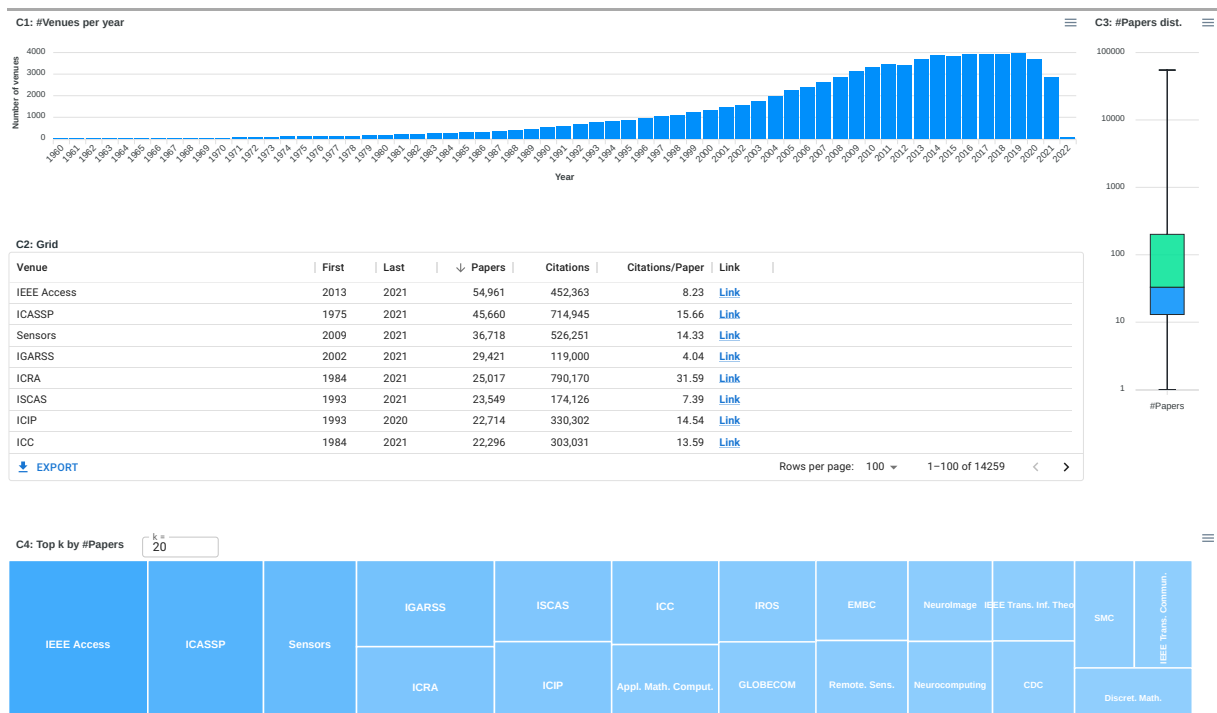 C1: #Venues per year
C3: #Papers dist.
Number of venues
4000
3000
2000
1000
0
1960 1961 1962 1963 1964 1965 1966 1967 1968 1969 1970 1971 1972 1973 1974 1975 1976 1977 1978 1979 1980 1981 1982 1983 1984 1985 1986 1987 1988 1989 1990 1991 1992 1993 1994 1995 1996 1997 1998 1999 2000 2001 2002 2003 2004 2005 2006 2007 2008 2009 2010 2011 2012 2013 2014 2015 2016 2017 2018 2019 2020 2021 2022
Year
100000
10000
1000
100
10
1
#Papers
C2: Grid
Venue First Last Papers Citations Citations/Paper Link
IEEE Access 2013 2021 54,961 452,363 8.23 Link
ICASSP 1975 2021 45,660 714,945 15.66 Link
Sensors 2009 2021 36,718 526,251 14.33 Link
IGARSS 2002 2021 29,421 119,000 4.04 Link
ICRA 1984 2021 25,017 790,170 31.59 Link
ISCAS 1993 2021 23,549 174,126 7.39 Link
ICIP 1993 2020 22,714 330,302 14.54 Link
ICC 1984 2021 22,296 303,031 13.59 Link
EXPORT
Rows per page: 100 1–100 of 14259
C4: Top k by #Papers
k =
20
IEEE Access
ICASSP
Sensors
IGARSS
ICRA
ISCAS
ICIP
ICC
Appl. Math. Comput.
IROS
GLOBECOM
EMBC
Remote. Sens.
NeuroImage
Neurocomputing
IEEE Trans. Inf. Theo
CDC
SMC
IEEE Trans. Commun.
Discret. Math.